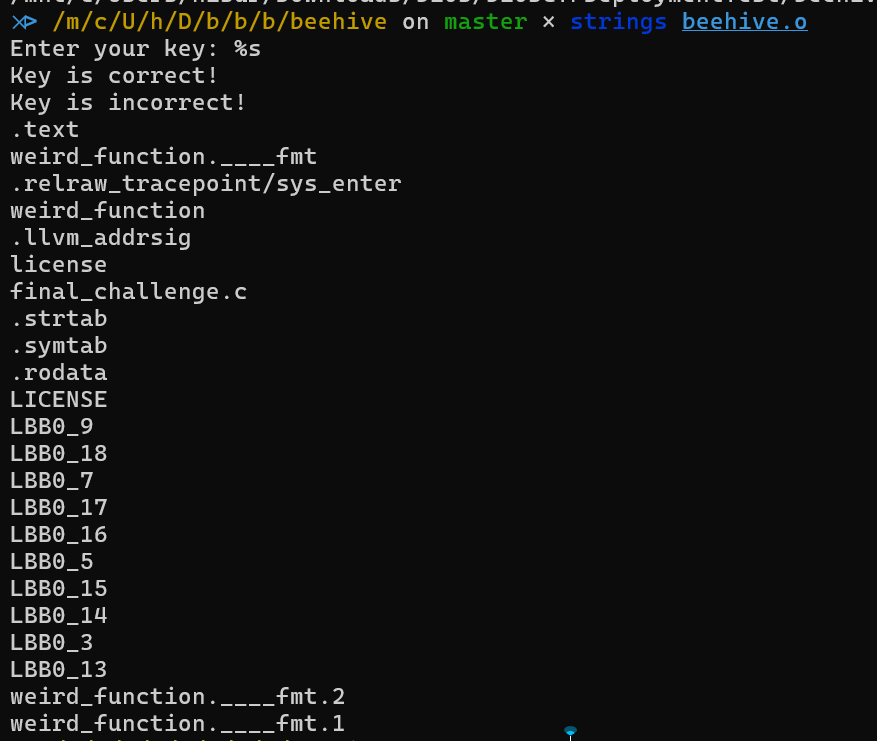 ⋊> /m/c/U/h/D/b/b/b/beehive on master × strings beehive.o
Enter your key: %s
Key is correct!
Key is incorrect!
.text
weird_function.____fmt
.relraw_tracepoint/sys_enter
weird_function
.llvm_addrsig
license
final_challenge.c
.strtab
.symtab
.rodata
LICENSE
LBB0_9
LBB0_18
LBB0_7
LBB0_17
LBB0_16
LBB0_5
LBB0_15
LBB0_14
LBB0_3
LBB0_13
weird_function.____fmt.2
weird_function.____fmt.1